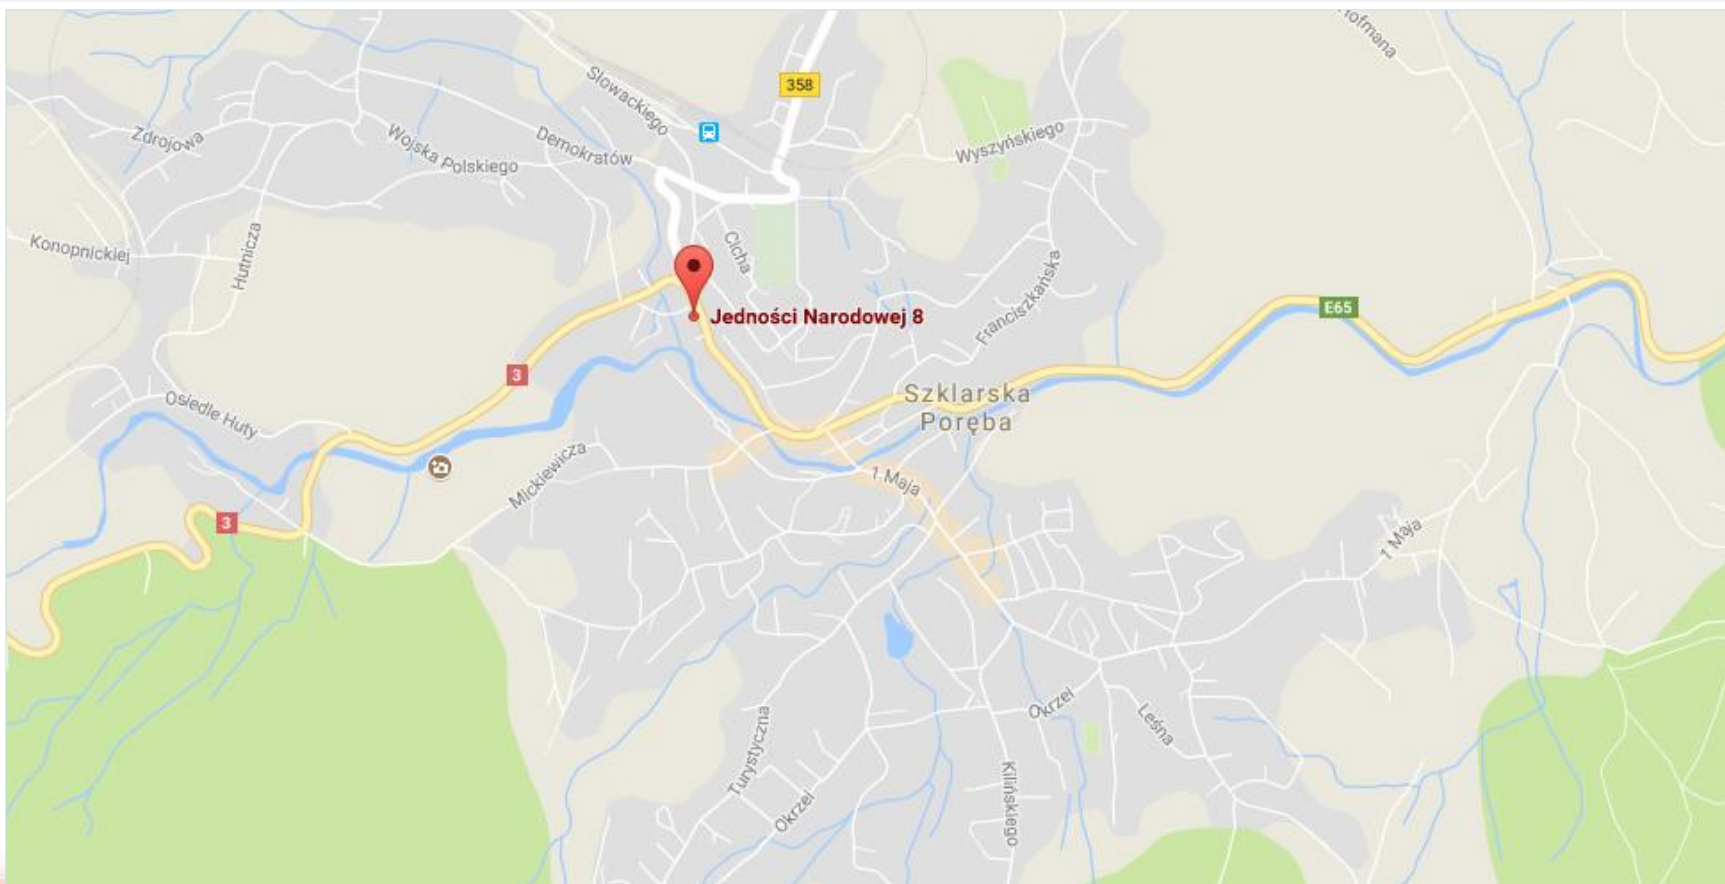 Hofmana
Słowackiego
358
Zdrojowa
Wojska Polskiego
Demokratów
Wyszyńskiego
Konopnickiej
Hutnicza
Cicha
Franciszkańska
Jedności Narodowej 8
E65
3
Szklarska
Poręba
Osiedle Huty
Mickiewicza
1 Maja
3
1 Maja
Okrzei
Leśna
Turystyczna
Okrzei
Kilińskiego